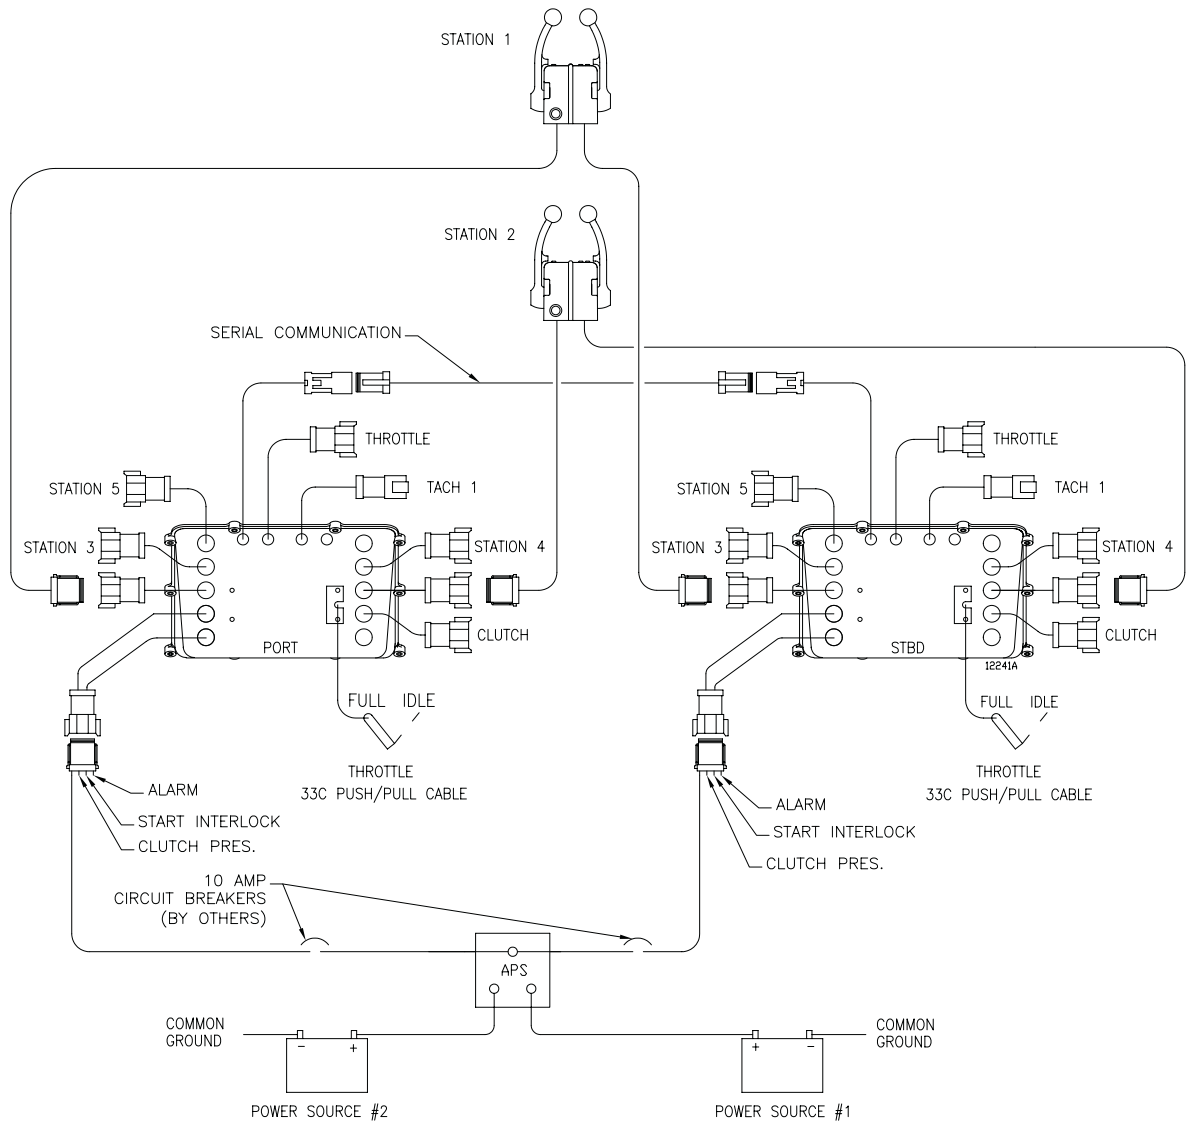 STATION 1
STATION 2
SERIAL COMMUNICATION
THROTTLE
THROTTLE
STATION 5
TACH 1
STATION 5
TACH 1
STATION 3
STATION 4
STATION 3
STATION 4
PORT
CLUTCH
STBD
CLUTCH
12241A
FULL IDLE
FULL IDLE
THROTTLE
33C PUSH/PULL CABLE
THROTTLE
33C PUSH/PULL CABLE
ALARM
START INTERLOCK
CLUTCH PRES.
ALARM
START INTERLOCK
CLUTCH PRES.
10 AMP
CIRCUIT BREAKERS
(BY OTHERS)
APS
COMMON
GROUND
COMMON
GROUND
- +
+ -
POWER SOURCE #2
POWER SOURCE #1